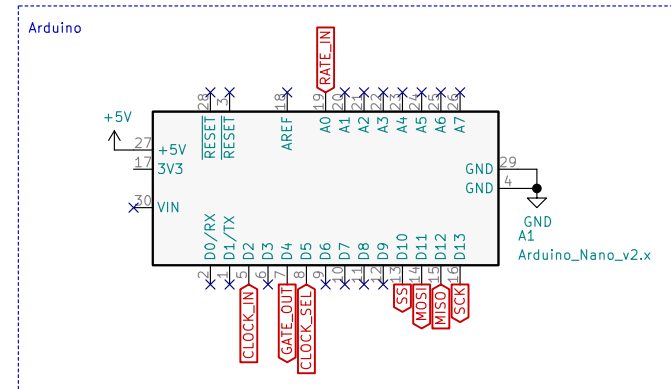 Arduino
RATE_IN
28
3
18
19
20
21
22
23
24
25
26
RESET
RESET
AREF
A0
A1
A2
A3
A4
A5
A6
A7
+5V
27
+5V
17
3V3
30
VIN
GND
29
GND
4
GND
A1
Arduino_Nano_v2.x
D0/RX
D1/TX
D2
D3
D4
D5
D6
D7
D8
D9
D10
D11
D12
D13
2
1
5
6
7
8
9
10
11
12
13
14
15
16
CLOCK_IN
GATE_OUT
CLOCK_SEL
SS
MOSI
MISO
SCK